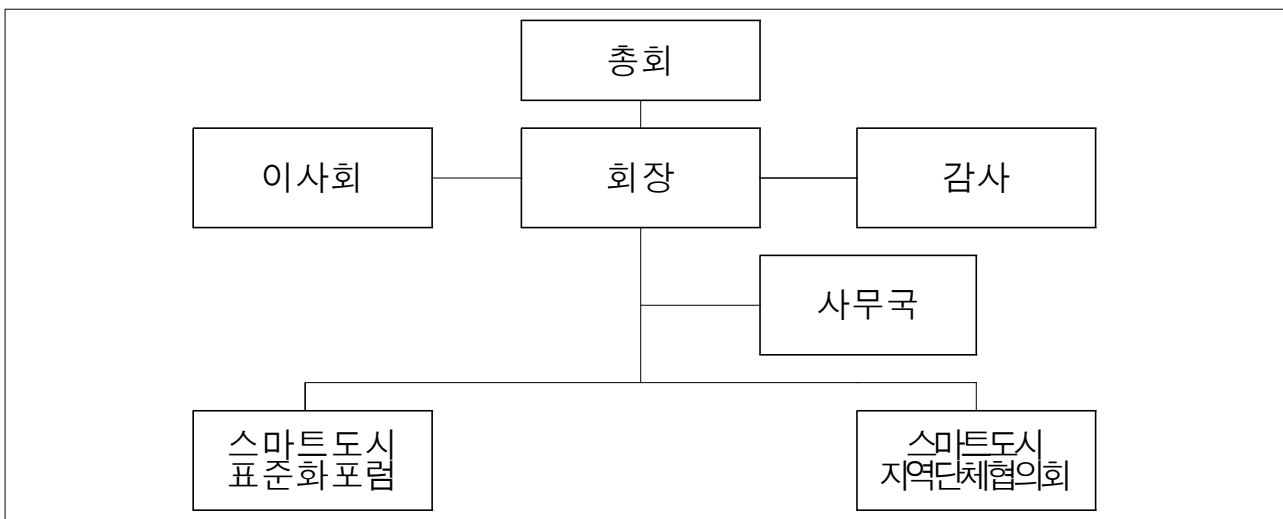 총회
이사회
회장
감사
사무국
스마트도시
표준화포럼
스마트도시
지역단체협의회